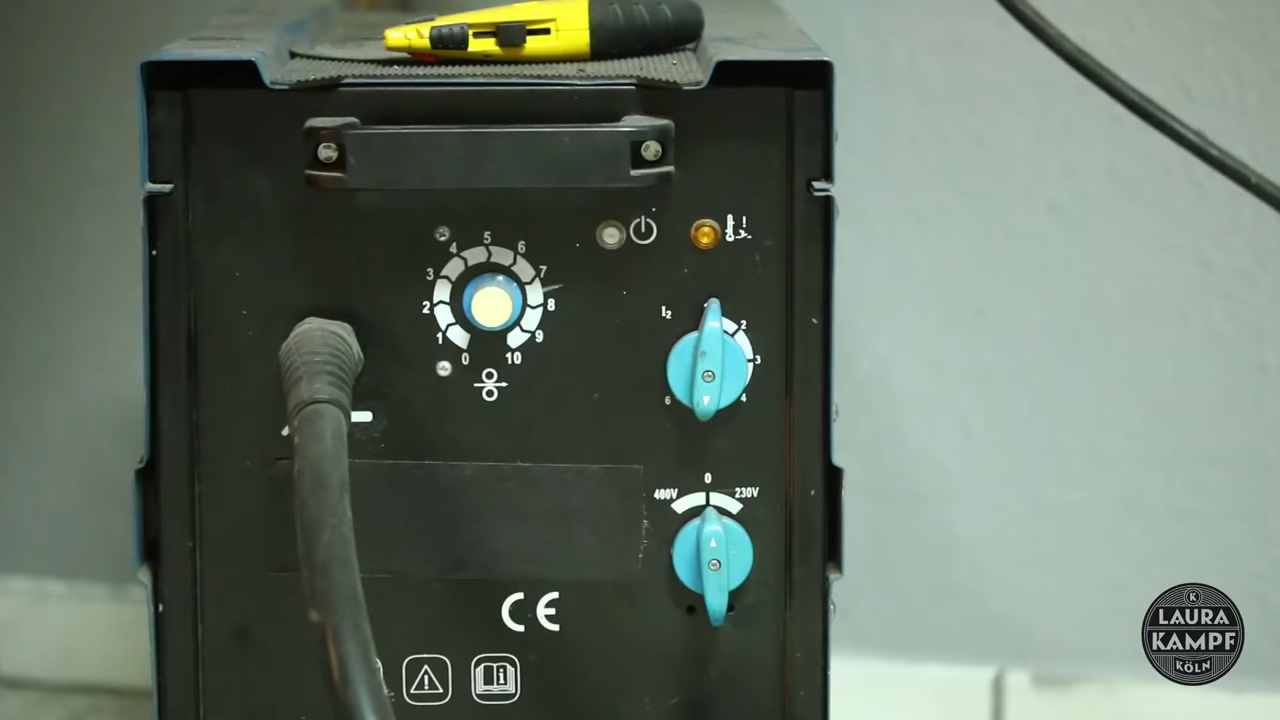 5
4 6
3 7
2 8
1 9
0 10
I₂
2
3
6 4
0
400V 230V
CE
K
LAURA
KAMPF
KÖLN